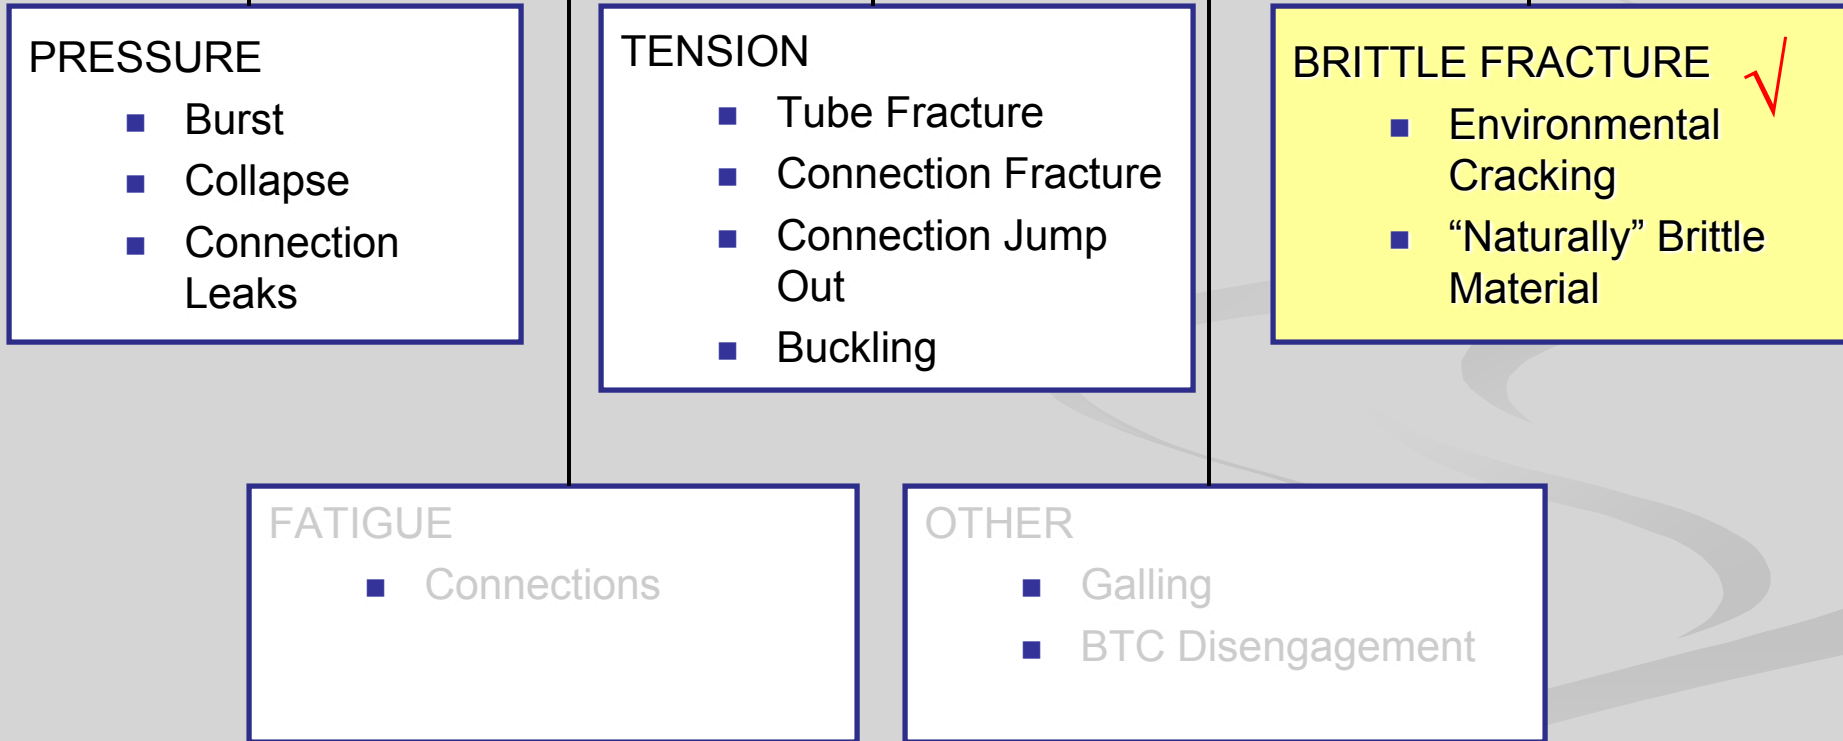 PRESSURE
■ Burst
■ Collapse
■ Connection
Leaks
TENSION
■ Tube Fracture
■ Connection Fracture
■ Connection Jump
Out
■ Buckling
BRITTLE FRACTURE √
■ Environmental
Cracking
■ “Naturally” Brittle
Material
FATIGUE
■ Connections
OTHER
■ Galling
■ BTC Disengagement